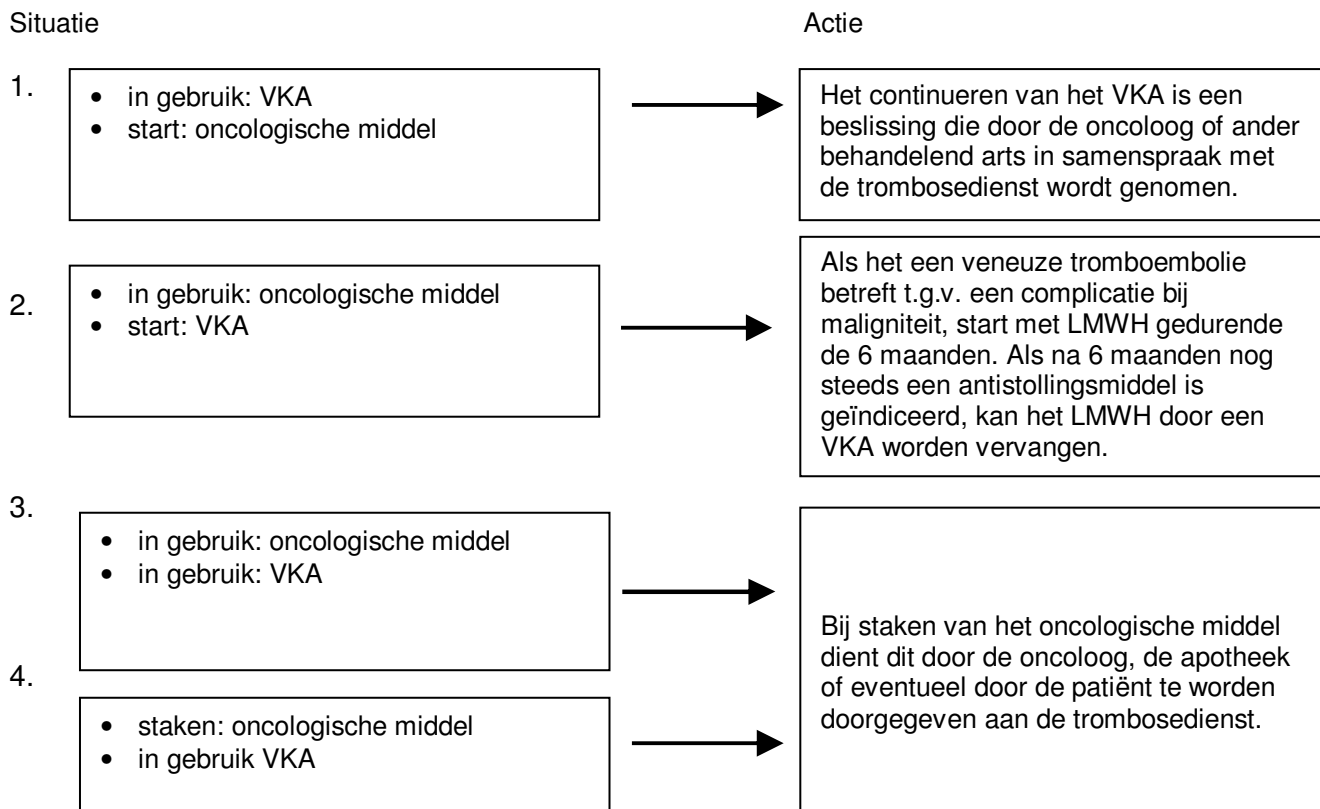 Situatie
Actie
1.
• in gebruik: VKA
• start: oncologische middel
Het continueren van het VKA is een
beslissing die door de oncoloog of ander
behandelend arts in samenspraak met
de trombosedienst wordt genomen.
2.
• in gebruik: oncologische middel
• start: VKA
Als het een veneuze tromboembolie
betreft t.g.v. een complicatie bij
maligniteit, start met LMWH gedurende
de 6 maanden. Als na 6 maanden nog
steeds een antistollingsmiddel is
geïndiceerd, kan het LMWH door een
VKA worden vervangen.
3.
• in gebruik: oncologische middel
• in gebruik: VKA
4.
• staken: oncologische middel
• in gebruik VKA
Bij staken van het oncologische middel
dient dit door de oncoloog, de apotheek
of eventueel door de patiënt te worden
doorgegeven aan de trombosedienst.